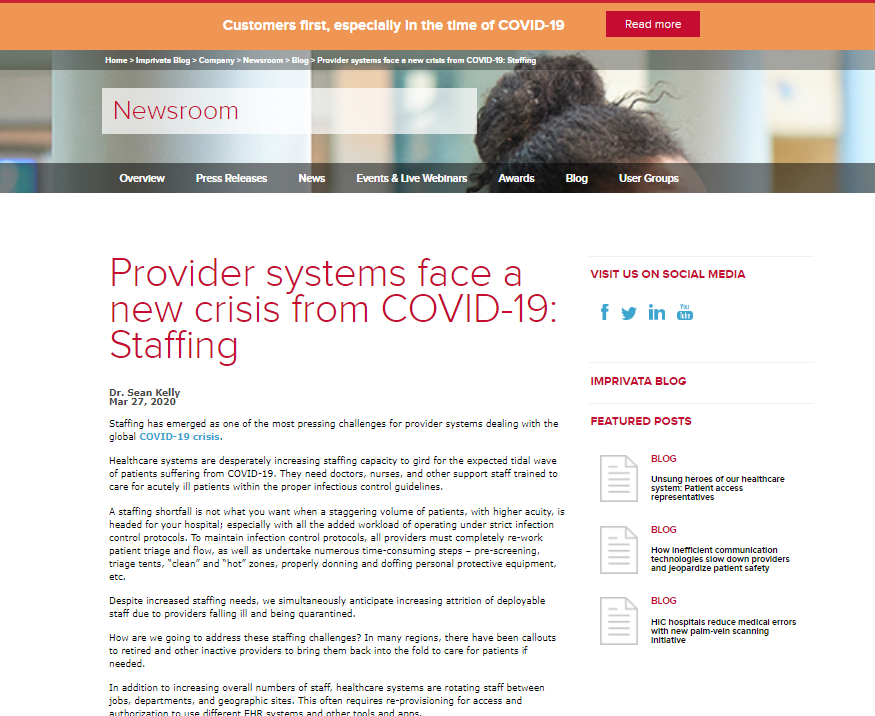 Customers first, especially in the time of COVID-19
Read more
Home > Imprivata Blog > Company > Newsroom > Blog > Provider systems face a new crisis from COVID-19: Staffing
Newsroom
Overview Press Releases News Events & Live Webinars Awards Blog User Groups
Provider systems face a
new crisis from COVID-19:
Staffing
Dr. Sean Kelly
Mar 27, 2020
Staffing has emerged as one of the most pressing challenges for provider systems dealing with the
global COVID-19 crisis.
Healthcare systems are desperately increasing staffing capacity to gird for the expected tidal wave
of patients suffering from COVID-19. They need doctors, nurses, and other support staff trained to
care for acutely ill patients within the proper infectious control guidelines.
A staffing shortfall is not what you want when a staggering volume of patients, with higher acuity, is
headed for your hospital; especially with all the added workload of operating under strict infection
control protocols. To maintain infection control protocols, all providers must completely re-work
patient triage and flow, as well as undertake numerous time-consuming steps – pre-screening,
triage tents, “clean” and “hot” zones, properly donning and doffing personal protective equipment,
etc.
Despite increased staffing needs, we simultaneously anticipate increasing attrition of deployable
staff due to providers falling ill and being quarantined.
How are we going to address these staffing challenges? In many regions, there have been callouts
to retired and other inactive providers to bring them back into the fold to care for patients if
needed.
In addition to increasing overall numbers of staff, healthcare systems are rotating staff between
jobs, departments, and geographic sites. This often requires re-provisioning for access and
authorization to use different EHR systems and other tools and apps.
VISIT US ON SOCIAL MEDIA
f in You Tube
IMPRIVATA BLOG
FEATURED POSTS
BLOG
Unsung heroes of our healthcare
system: Patient access
representatives
BLOG
How inefficient communication
technologies slow down providers
and jeopardize patient safety
BLOG
HIC hospitals reduce medical errors
with new palm-vein scanning
initiative